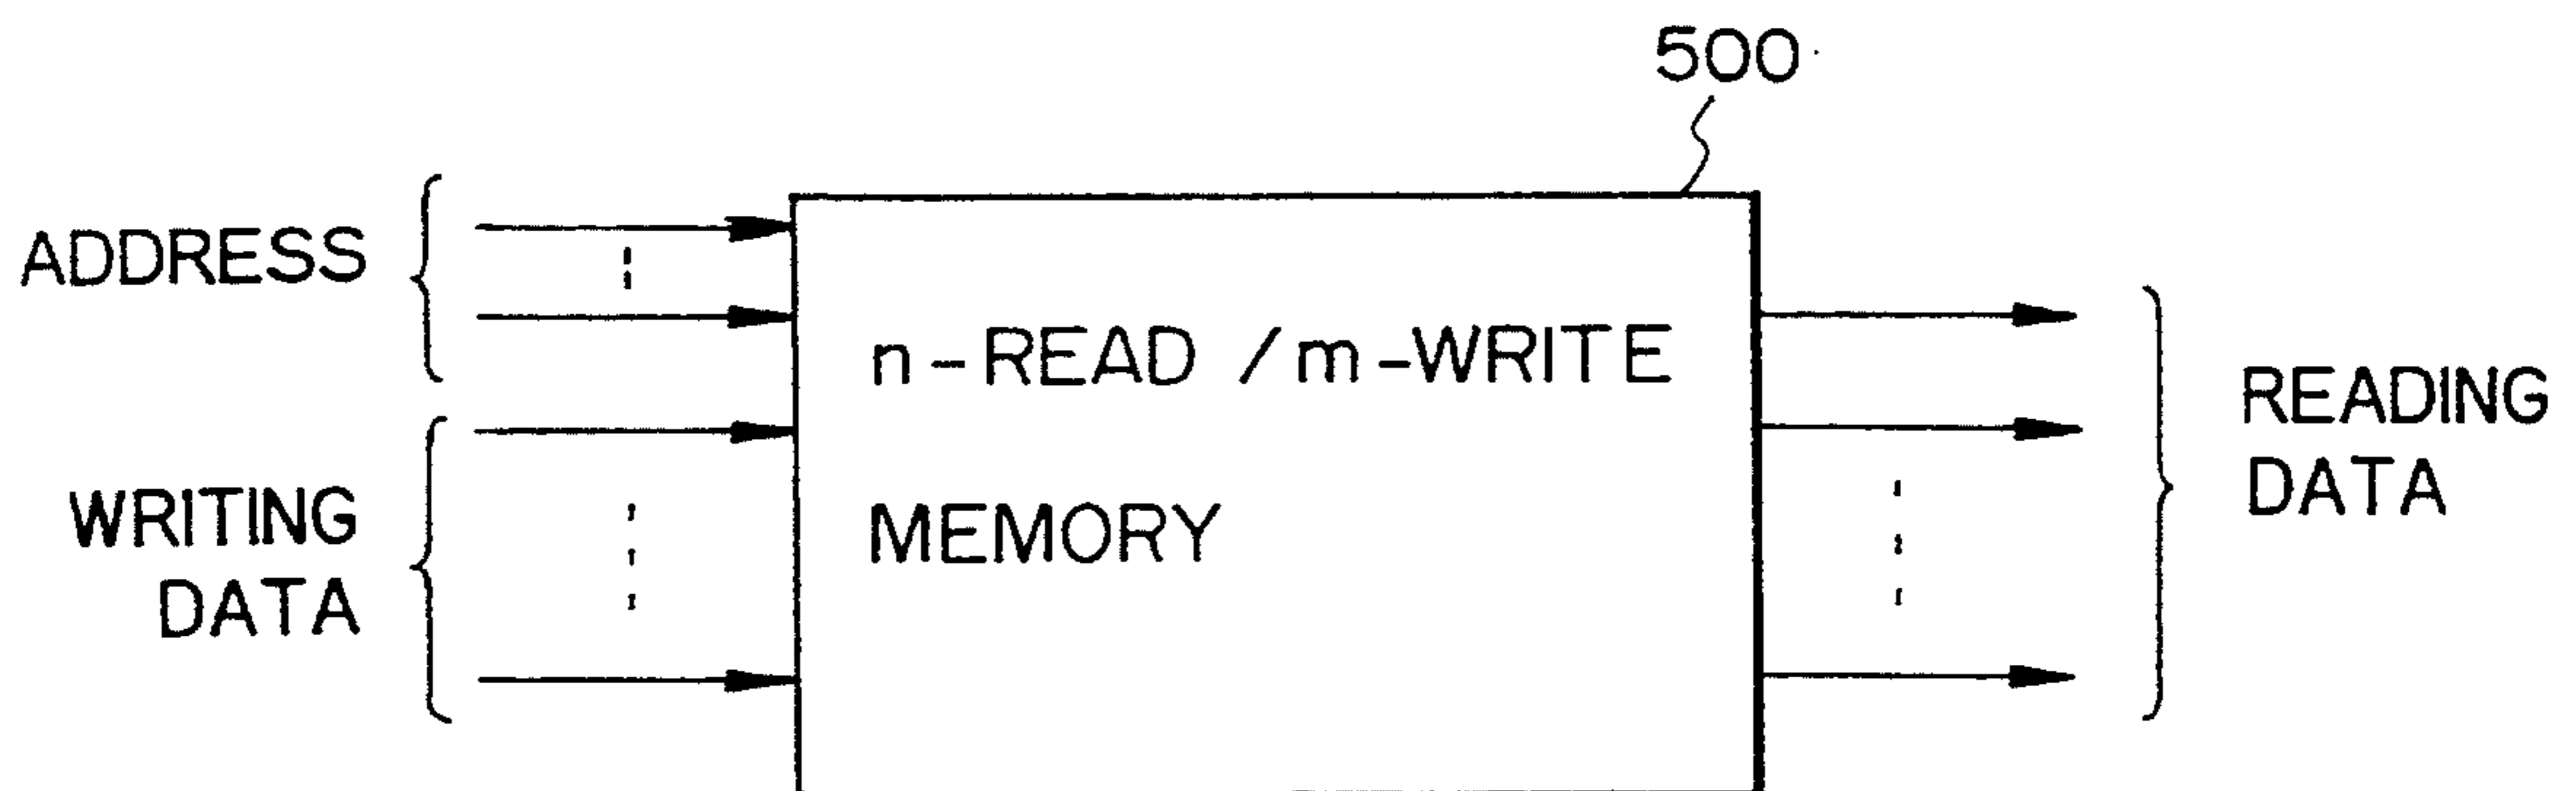 500
ADDRESS
n-READ /m-WRITE
MEMORY
WRITING
DATA
READING
DATA